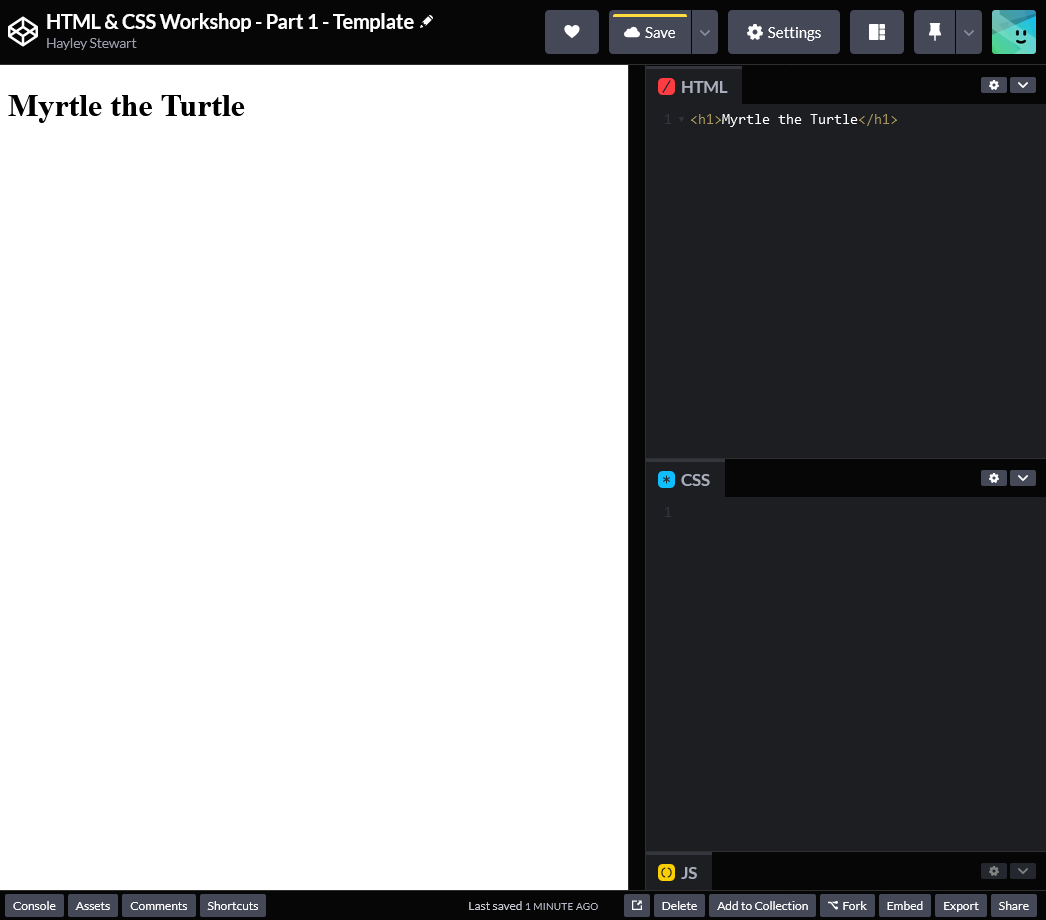 HTML & CSS Workshop - Part 1 - Template
Hayley Stewart
Save
Settings
Myrtle the Turtle
HTML
1 <h1>Myrtle the Turtle</h1>
CSS
1
JS
Console Assets Comments Shortcuts Last saved 1 MINUTE AGO Delete Add to Collection Fork Embed Export Share